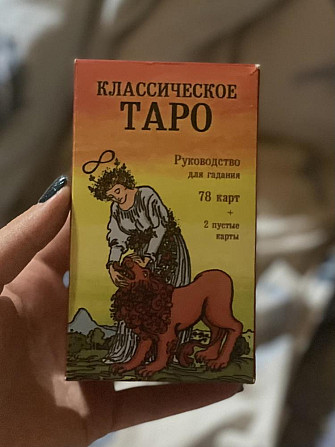 КЛАССИЧЕСКОЕ
ТАРО
Руководство
для гадания
78 карт
+
2 пустые
карты